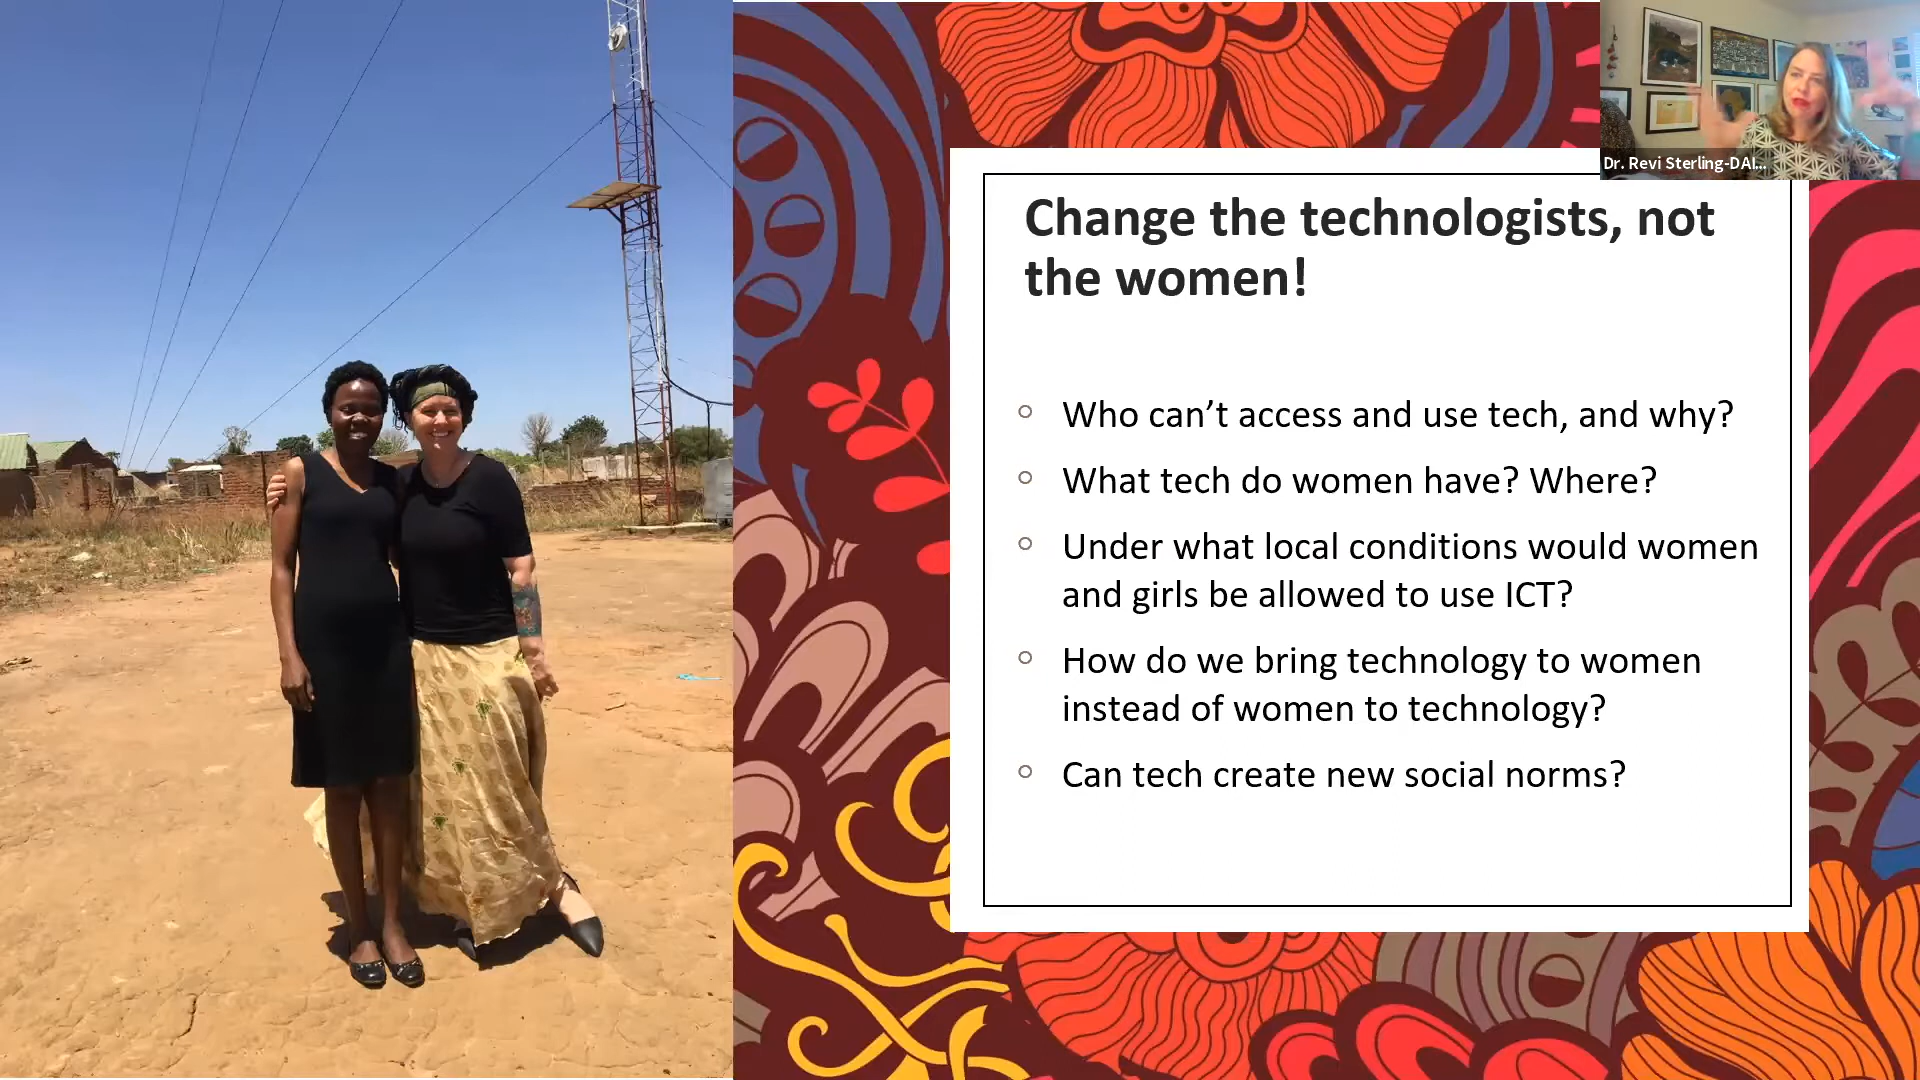 Dr. Revi Sterling-DAI...
Change the technologists, not
the women!
Who can’t access and use tech, and why?
What tech do women have? Where?
Under what local conditions would women
and girls be allowed to use ICT?
How do we bring technology to women
instead of women to technology?
Can tech create new social norms?